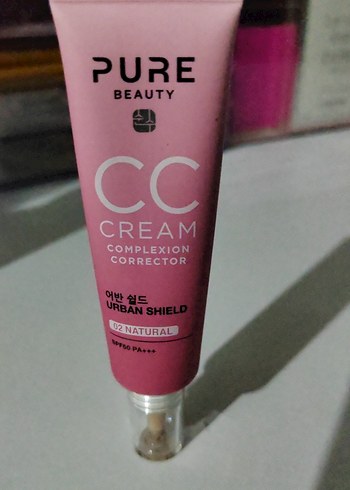 PURE
BEAUTY
CC
CREAM
COMPLEXION
CORRECTOR
어반 쉴드
URBAN SHIELD
02 NATURAL
SPF50 PA+++